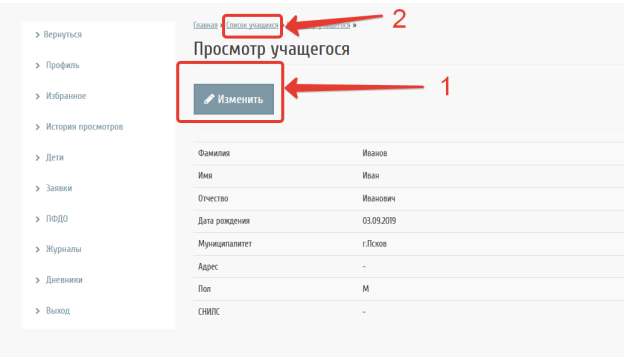 Главная » Список учащихся » »
2
Просмотр учащегося
Изменить
1
Вернуться
Профиль
Избранное
История просмотров
Дети
Заявки
ПФДО
Журналы
Дневники
Выход
Фамилия Иванов
Имя Иван
Отчество Иванович
Дата рождения 03.09.2019
Муниципалитет г.Псков
Адрес -
Пол М
СНИЛС -